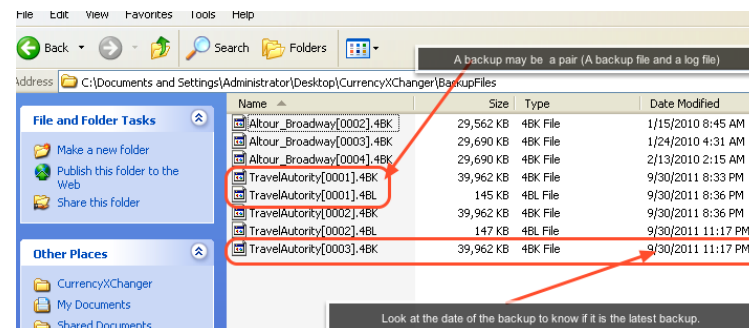 File Edit View Favorites Tools Help
Back Search Folders
A backup may be a pair (A backup file and a log file)
Address C:\Documents and Settings\Administrator\Desktop\CurrencyXChanger\BackupFiles
Name Size Type Date Modified
File and Folder Tasks
Make a new folder
Publish this folder to the
Web
Share this folder
Other Places
CurrencyXChanger
My Documents
Shared Documents
Altour_Broadway[0002].4BK 29,562 KB 4BK File 1/15/2010 8:45 AM
Altour_Broadway[0003].4BK 29,690 KB 4BK File 1/24/2010 4:31 AM
Altour_Broadway[0004].4BK 29,690 KB 4BK File 2/13/2010 2:15 AM
TravelAutority[0001].4BK 39,962 KB 4BK File 9/30/2011 8:33 PM
TravelAutority[0001].4BL 145 KB 4BL File 9/30/2011 8:36 PM
TravelAutority[0002].4BK 39,962 KB 4BK File 9/30/2011 8:36 PM
TravelAutority[0002].4BL 147 KB 4BL File 9/30/2011 11:17 PM
TravelAutority[0003].4BK 39,962 KB 4BK File 9/30/2011 11:17 PM
Look at the date of the backup to know if it is the latest backup.